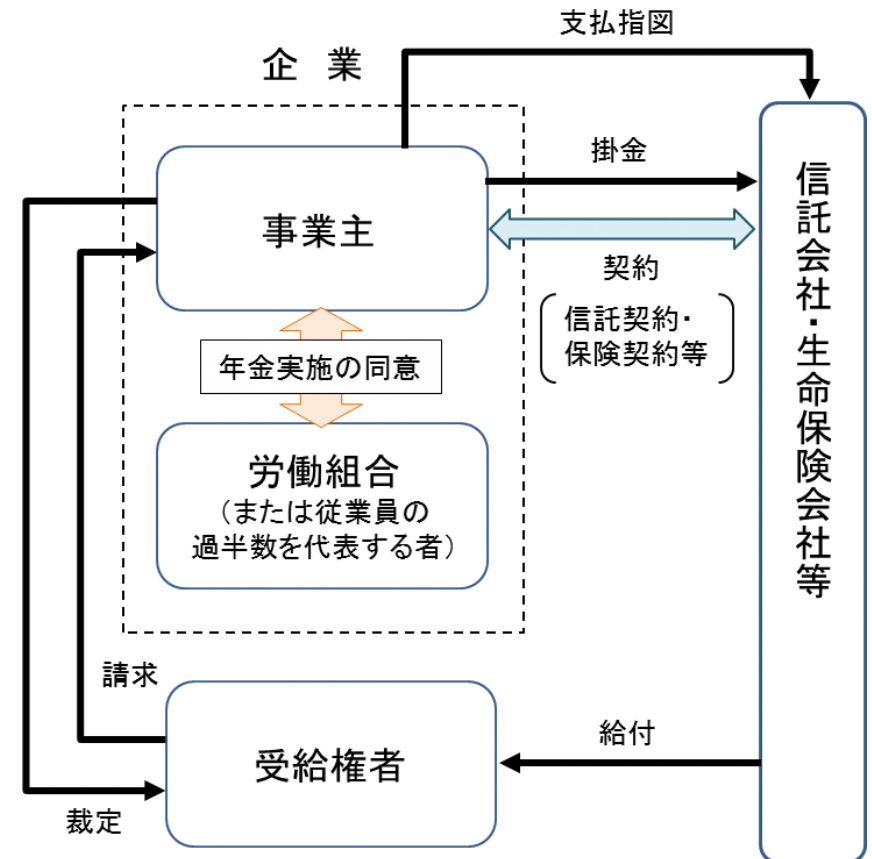 支払指図
企 業
掛金
事業主
契約
信託契約・
保険契約等
年金実施の同意
労働組合
（または従業員の
過半数を代表する者）
信託会社・生命保険会社等
請求
受給権者
給付
裁定